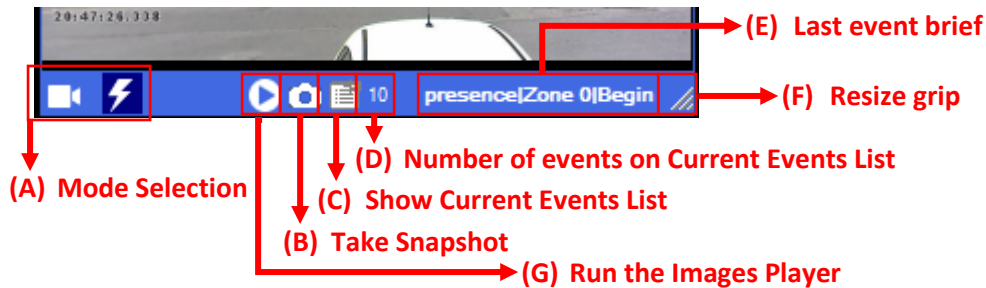 20:47:26.338
(E) Last event brief
10
presence|Zone 0|Begin
(F) Resize grip
(D) Number of events on Current Events List
(A) Mode Selection
(C) Show Current Events List
(B) Take Snapshot
(G) Run the Images Player